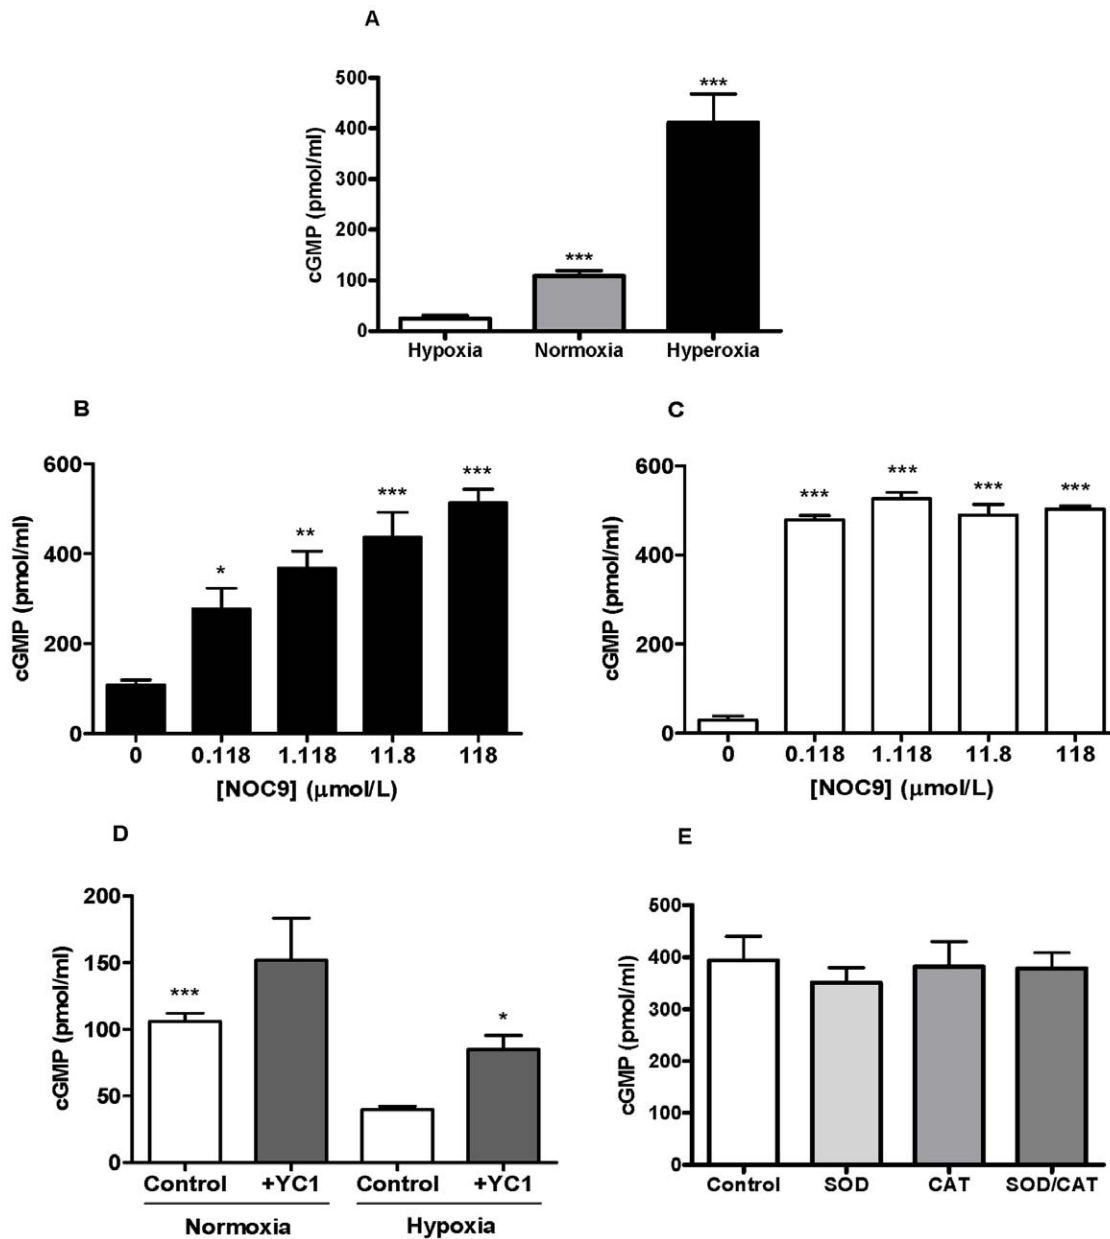 A
cGMP (pmol/ml)
500
400
300
200
100
0
***
***
Hypoxia Normoxia Hyperoxia
B
cGMP (pmol/ml)
600
400
200
0
*
**
***
***
0 0.118 1.118 11.8 118
[NOC9] (μmol/L)
C
cGMP (pmol/ml)
600
400
200
0
***
***
***
***
0 0.118 1.118 11.8 118
[NOC9] (μmol/L)
D
cGMP (pmol/ml)
200
150
100
50
0
***
*
Control +YC1 Control +YC1
Normoxia Hypoxia
E
cGMP (pmol/ml)
500
400
300
200
100
0
Control SOD CAT SOD/CAT